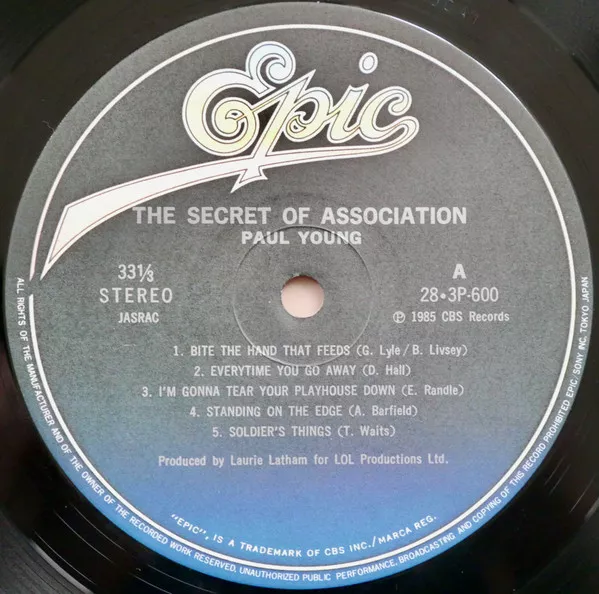 Epic
THE SECRET OF ASSOCIATION
PAUL YOUNG
33⅓
STEREO
JASRAC
A
28•3P-600
Ⓟ 1985 CBS Records
1. BITE THE HAND THAT FEEDS (G. Lyle/B. Livsey)
2. EVERYTIME YOU GO AWAY (D. Hall)
3. I'M GONNA TEAR YOUR PLAYHOUSE DOWN (E. Randle)
4. STANDING ON THE EDGE (A. Barfield)
5. SOLDIER'S THINGS (T. Waits)
Produced by Laurie Latham for LOL Productions Ltd.
"EPIC", IS A TRADEMARK OF CBS INC./MARCA REG.
ALL RIGHTS OF THE MANUFACTURER AND OF THE OWNER OF THE RECORDED WORK RESERVED. UNAUTHORIZED PUBLIC PERFORMANCE, BROADCASTING AND COPYING OF THIS RECORD PROHIBITED EPIC/SONY INC. TOKYO JAPAN